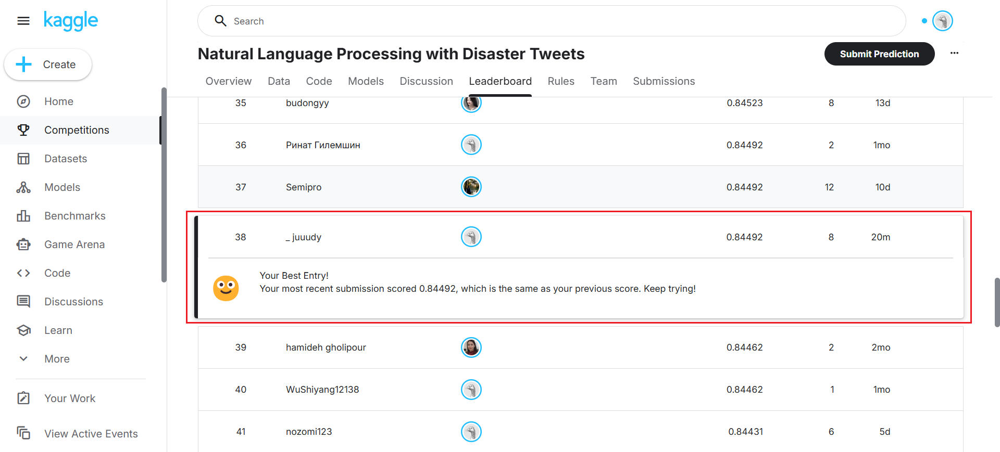 kaggle
Search
Create
Home
Competitions
Datasets
Models
Benchmarks
Game Arena
Code
Discussions
Learn
More
Your Work
View Active Events
Natural Language Processing with Disaster Tweets
Submit Prediction
Overview Data Code Models Discussion Leaderboard Rules Team Submissions
35 budongyy 0.84523 8 13d
36 Ринат Гилемшин 0.84492 2 1mo
37 Semipro 0.84492 12 10d
38 _ juuudy 0.84492 8 20m
Your Best Entry!
Your most recent submission scored 0.84492, which is the same as your previous score. Keep trying!
39 hamideh gholipour 0.84462 2 2mo
40 WuShiyang12138 0.84462 1 1mo
41 nozomi123 0.84431 6 5d